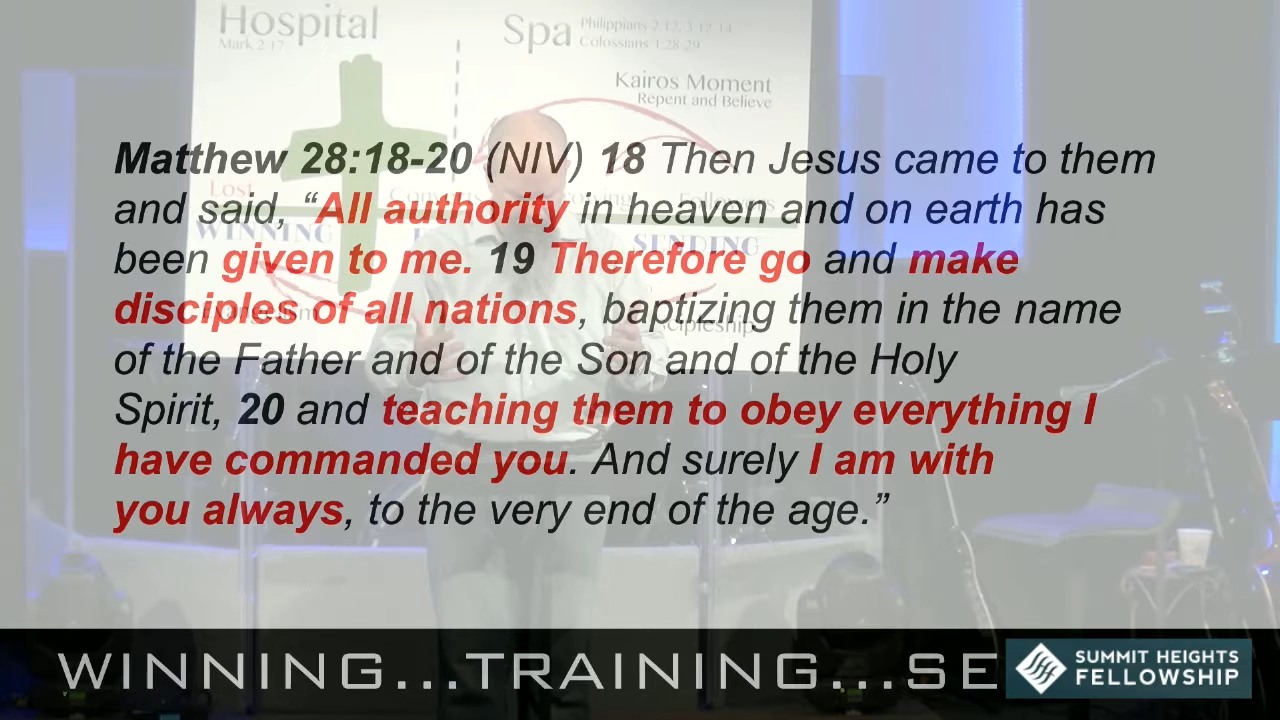 Hospital
Mark 2:17
Spa
Philippians 2:12, 3:12-14
Colossians 1:28-29
Kairos Moment
Repent and Believe
Matthew 28:18-20 (NIV) 18 Then Jesus came to them
and said, “All authority in heaven and on earth has
been given to me. 19 Therefore go and make
disciples of all nations, baptizing them in the name
of the Father and of the Son and of the Holy
Spirit, 20 and teaching them to obey everything I
have commanded you. And surely I am with
you always, to the very end of the age.”
Lost
WINNING
SENDING
Evangelism
WINNING...TRAINING...SE
SUMMIT HEIGHTS
FELLOWSHIP